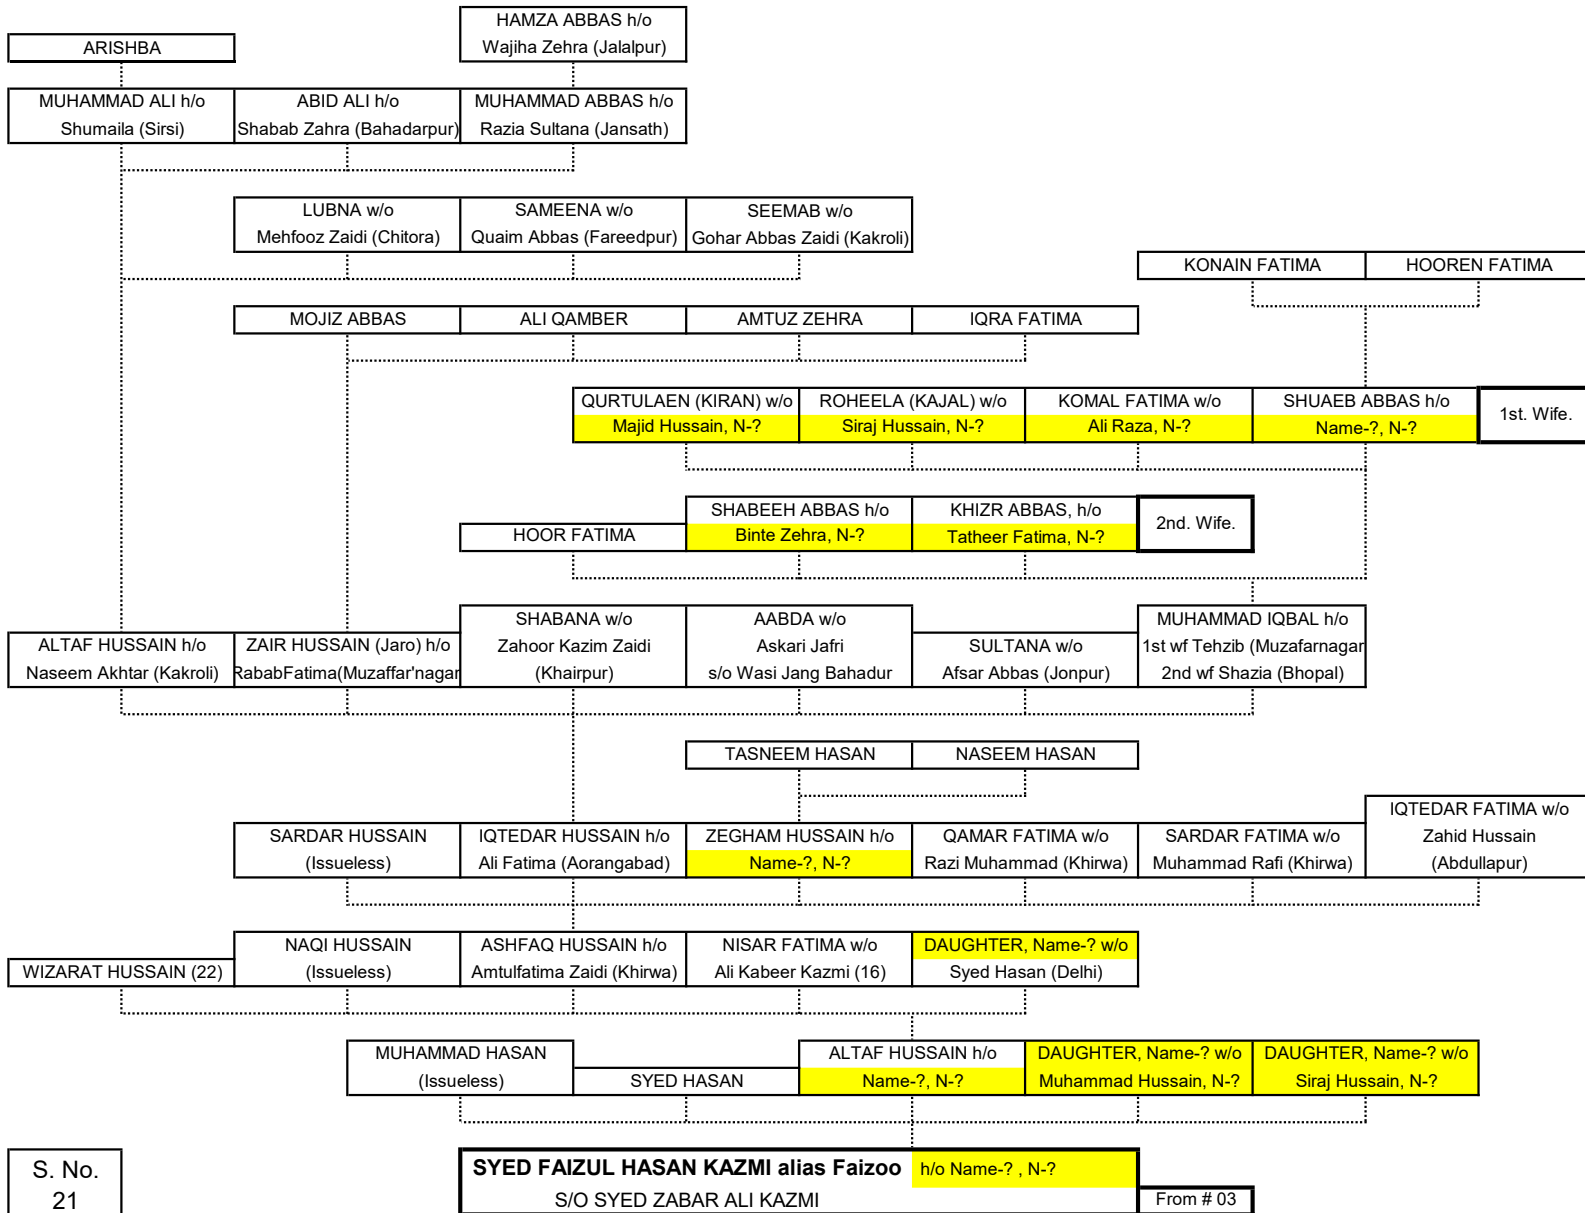 HAMZA ABBAS h/o
Wajiha Zehra (Jalalpur)
ARISHBA
MUHAMMAD ALI h/o
Shumaila (Sirsi)
ABID ALI h/o
Shabab Zahra (Bahadarpur)
MUHAMMAD ABBAS h/o
Razia Sultana (Jansath)
LUBNA w/o
Mehfooz Zaidi (Chitora)
SAMEENA w/o
Quaim Abbas (Fareedpur)
SEEMAB w/o
Gohar Abbas Zaidi (Kakroli)
KONAIN FATIMA
HOOREN FATIMA
MOJIZ ABBAS
ALI QAMBER
AMTUZ ZEHRA
IQRA FATIMA
QURTULAEN (KIRAN) w/o
Majid Hussain, N-?
ROHEELA (KAJAL) w/o
Siraj Hussain, N-?
KOMAL FATIMA w/o
Ali Raza, N-?
SHUAEB ABBAS h/o
Name-?, N-?
1st. Wife.
HOOR FATIMA
SHABEEH ABBAS h/o
Binte Zehra, N-?
KHIZR ABBAS, h/o
Tatheer Fatima, N-?
2nd. Wife.
ALTAF HUSSAIN h/o
Naseem Akhtar (Kakroli)
ZAIR HUSSAIN (Jaro) h/o
RababFatima(Muzaffar'nagar
SHABANA w/o
Zahoor Kazim Zaidi
(Khairpur)
AABDA w/o
Askari Jafri
s/o Wasi Jang Bahadur
SULTANA w/o
Afsar Abbas (Jonpur)
MUHAMMAD IQBAL h/o
1st wf Tehzib (Muzafarnagar
2nd wf Shazia (Bhopal)
TASNEEM HASAN
NASEEM HASAN
SARDAR HUSSAIN
(Issueless)
IQTEDAR HUSSAIN h/o
Ali Fatima (Aorangabad)
ZEGHAM HUSSAIN h/o
Name-?, N-?
QAMAR FATIMA w/o
Razi Muhammad (Khirwa)
SARDAR FATIMA w/o
Muhammad Rafi (Khirwa)
IQTEDAR FATIMA w/o
Zahid Hussain
(Abdullapur)
WIZARAT HUSSAIN (22)
NAQI HUSSAIN
(Issueless)
ASHFAQ HUSSAIN h/o
Amtulfatima Zaidi (Khirwa)
NISAR FATIMA w/o
Ali Kabeer Kazmi (16)
DAUGHTER, Name-? w/o
Syed Hasan (Delhi)
MUHAMMAD HASAN
(Issueless)
SYED HASAN
ALTAF HUSSAIN h/o
Name-?, N-?
DAUGHTER, Name-? w/o
Muhammad Hussain, N-?
DAUGHTER, Name-? w/o
Siraj Hussain, N-?
S. No.
21
SYED FAIZUL HASAN KAZMI alias Faizoo h/o Name-? , N-?
S/O SYED ZABAR ALI KAZMI
From # 03